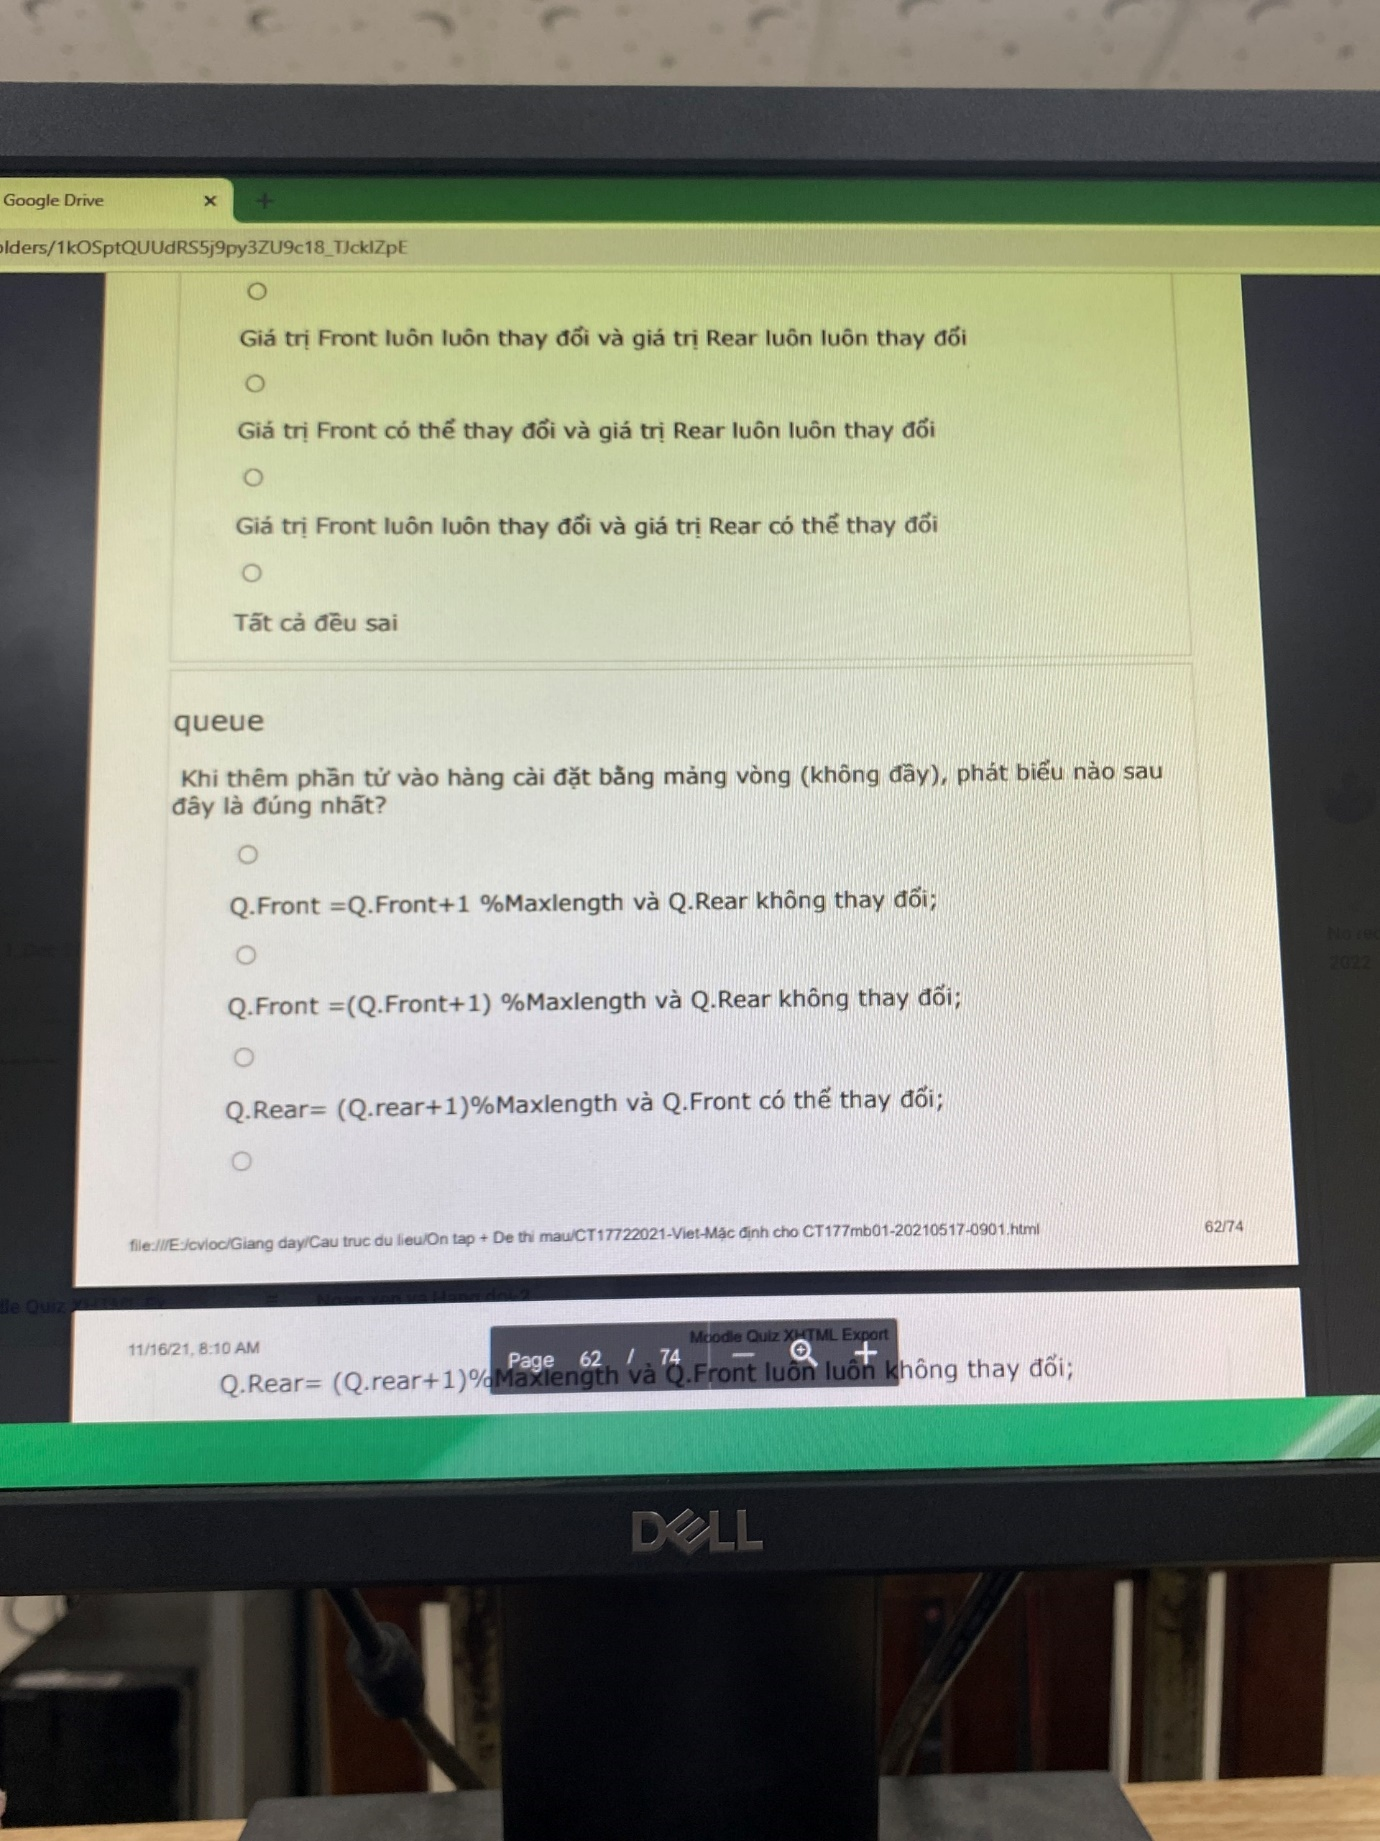 Google Drive
olders/1kOSptQUUdRS5j9py3ZU9c18_TJcklZpE
Giá trị Front luôn luôn thay đổi và giá trị Rear luôn luôn thay đổi
Giá trị Front có thể thay đổi và giá trị Rear luôn luôn thay đổi
Giá trị Front luôn luôn thay đổi và giá trị Rear có thể thay đổi
Tất cả đều sai
queue
Khi thêm phần tử vào hàng cài đặt bằng mảng vòng (không đầy), phát biểu nào sau
đây là đúng nhất?
Q.Front =Q.Front+1 %Maxlength và Q.Rear không thay đổi;
Q.Front =(Q.Front+1) %Maxlength và Q.Rear không thay đổi;
No rec
2022
Q.Rear= (Q.rear+1)%Maxlength và Q.Front có thể thay đổi;
file:///E:/cvloc/Giang day/Cau truc du lieu/On tap + De thi mau/CT17722021-Viet-Mặc định cho CT177mb01-20210517-0901.html
62/74
dle Quiz
11/16/21, 8:10 AM
Moodle Quiz XHTML Export
Page 62 / 74
Q.Rear= (Q.rear+1)%Maxlength và Q.Front luôn luôn không thay đổi;
DELL